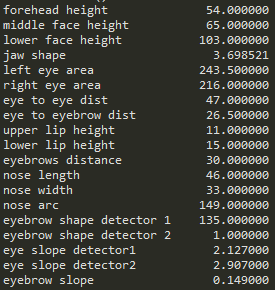 forehead height 54.000000
middle face height 65.000000
lower face height 103.000000
jaw shape 3.698521
left eye area 243.500000
right eye area 216.000000
eye to eye dist 47.000000
eye to eyebrow dist 26.500000
upper lip height 11.000000
lower lip height 15.000000
eyebrows distance 30.000000
nose length 46.000000
nose width 33.000000
nose arc 149.000000
eyebrow shape detector 1 135.000000
eyebrow shape detector 2 1.000000
eye slope detector1 2.127000
eye slope detector2 2.907000
eyebrow slope 0.149000